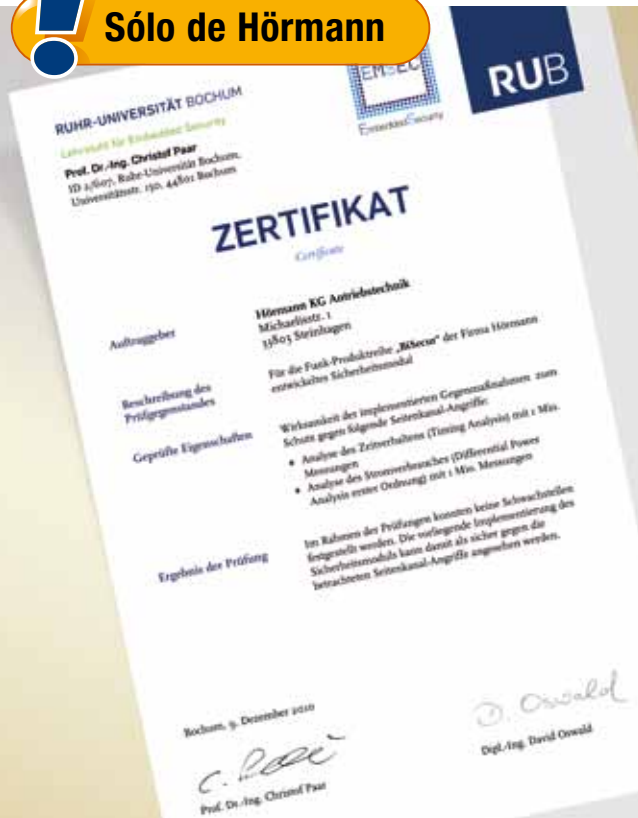 Sólo de Hörmann
RUHR-UNIVERSITÄT BOCHUM
Lehrstuhl für Embedded Security
Prof. Dr.-Ing. Christof Paar
ID 2/607, Ruhr-Universität Bochum,
Universitätsstr. 150, 44801 Bochum
EMSEC
Embedded Security
RUB
ZERTIFIKAT
Certificate
Auftraggeber
Hörmann KG Antriebstechnik
Michaelisstr. 1
33803 Steinhagen
Beschreibung des
Prüfgegenstandes
Für die Funk-Produktreihe „BiSecur" der Firma Hörmann
entwickeltes Sicherheitsmodul
Geprüfte Eigenschaften
Wirksamkeit der implementierten Gegenmaßnahmen zum
Schutz gegen folgende Seitenkanal-Angriffe:
• Analyse des Zeitverhaltens (Timing Analysis) mit 1 Mio.
Messungen
• Analyse des Stromverbrauches (Differential Power
Analysis erster Ordnung) mit 1 Mio. Messungen
Ergebnis der Prüfung
Im Rahmen der Prüfungen konnten keine Schwachstellen
festgestellt werden. Die vorliegende Implementierung des
Sicherheitsmoduls kann damit als sicher gegen die
betrachteten Seitenkanal-Angriffe angesehen werden.
Bochum, 9. Dezember 2010
C. Paar
Prof. Dr.-Ing. Christof Paar
D. Oswald
Dipl.-Ing. David Oswald